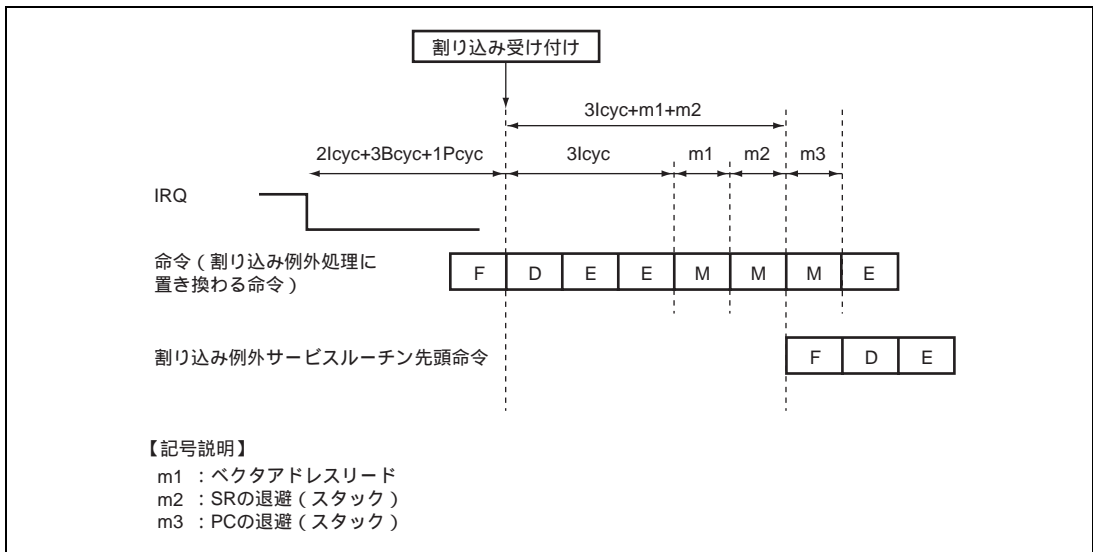 割り込み受け付け
3Icyc+m1+m2
2Icyc+3Bcyc+1Pcyc
3Icyc
m1
m2
m3
IRQ
命令(割り込み例外処理に
置き換わる命令)
F D E E M M M E
割り込み例外サービスルーチン先頭命令
F D E
【記号説明】
m1 :ベクタアドレスリード
m2 :SRの退避(スタック)
m3 :PCの退避(スタック)